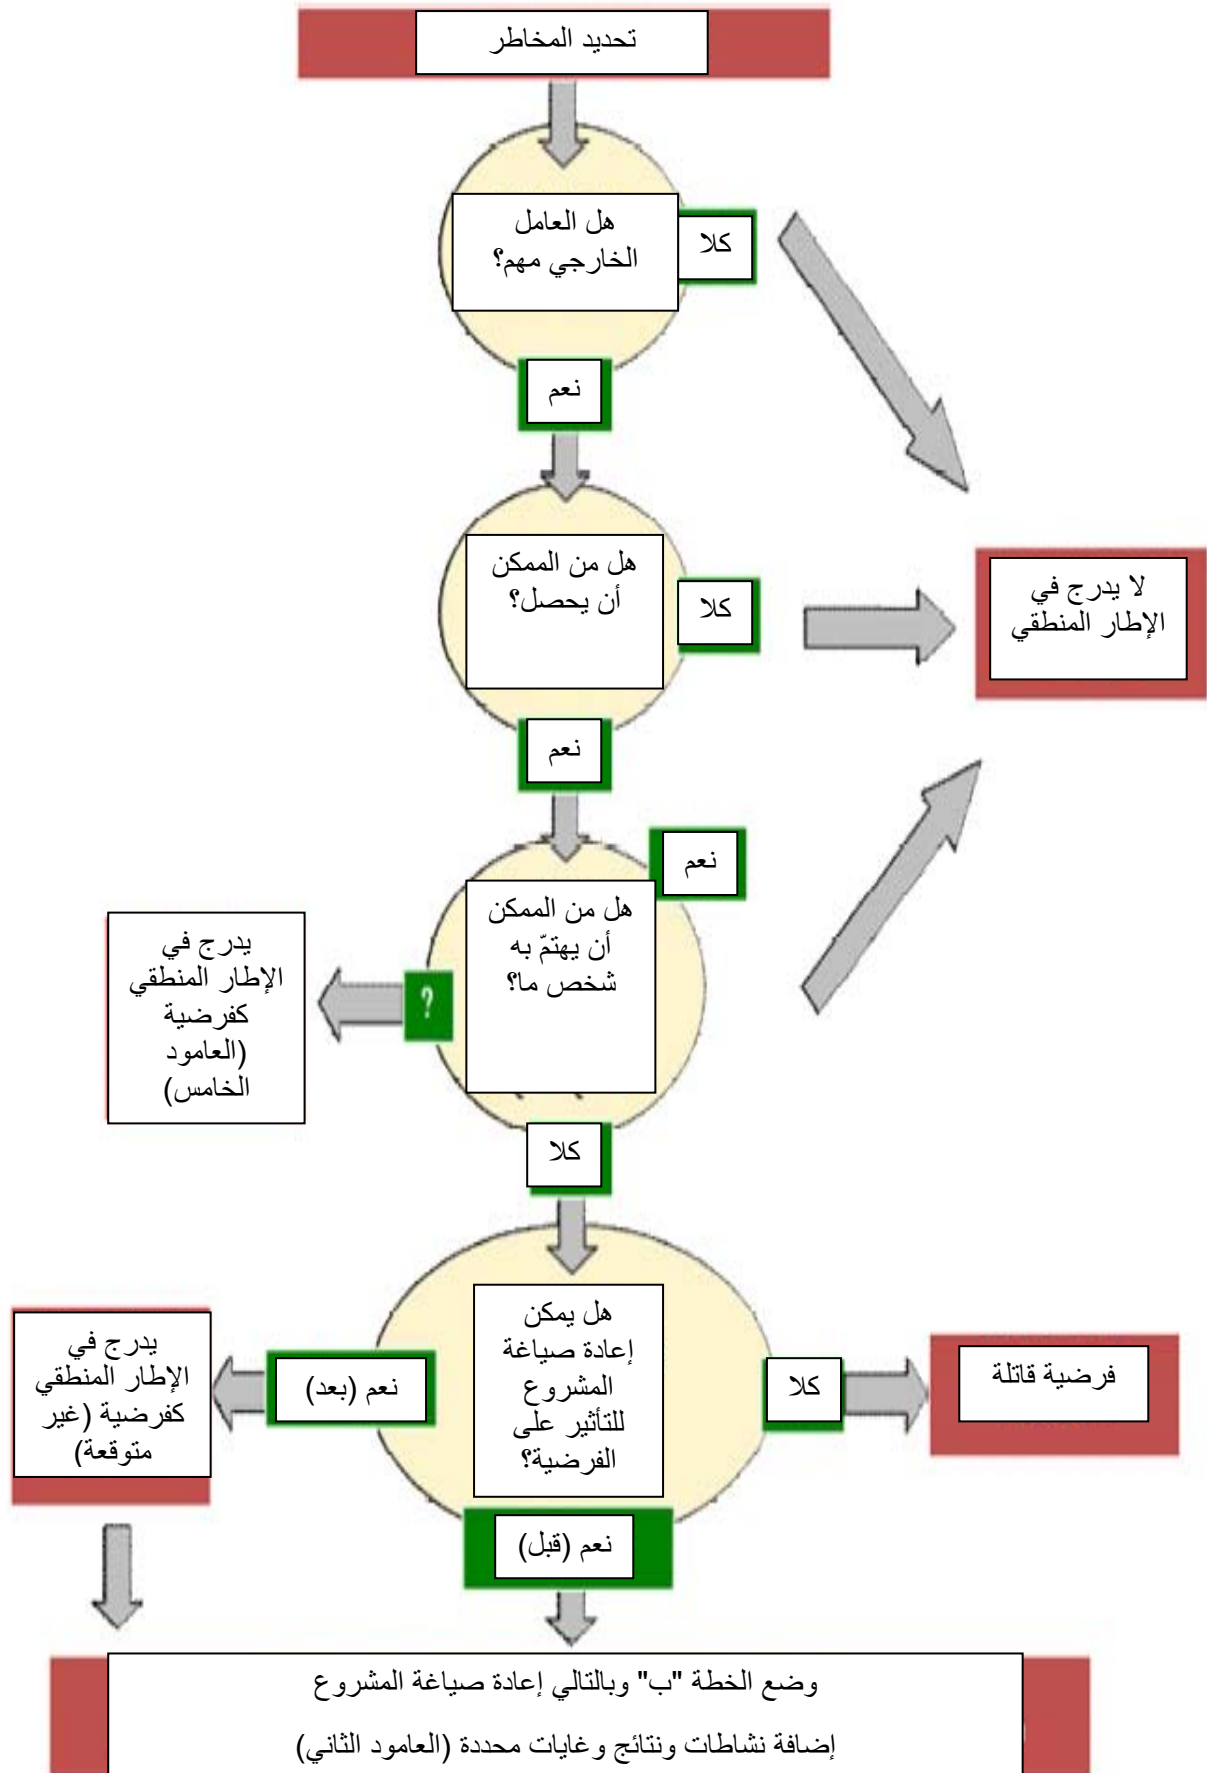 تحديد المخاطر
هل العامل
الخارجي مهم؟
كلا
نعم
هل من الممكن
أن يحصل؟
كلا
لا يدرج في
الإطار المنطقي
نعم
نعم
هل من الممكن
أن يهتمّ به
شخص ما؟
?
يدرج في
الإطار المنطقي
كفرضية
(العامود
الخامس)
كلا
هل يمكن
إعادة صياغة
المشروع
للتأثير على
الفرضية؟
كلا
فرضية قاتلة
نعم (بعد)
يدرج في
الإطار المنطقي
كفرضية (غير
متوقعة)
نعم (قبل)
وضع الخطة "ب" وبالتالي إعادة صياغة المشروع
إضافة نشاطات ونتائج وغايات محددة (العامود الثاني)